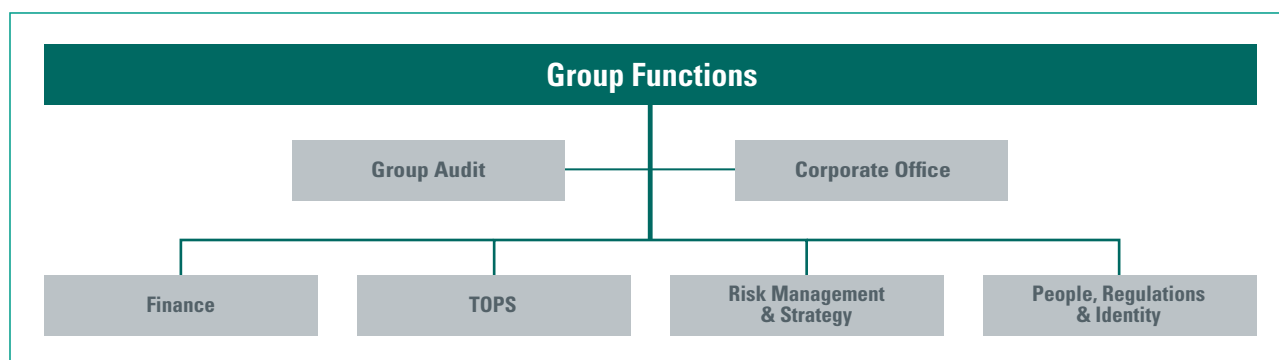 Group Functions
Group Audit
Corporate Office
Finance
TOPS
Risk Management
& Strategy
People, Regulations
& Identity